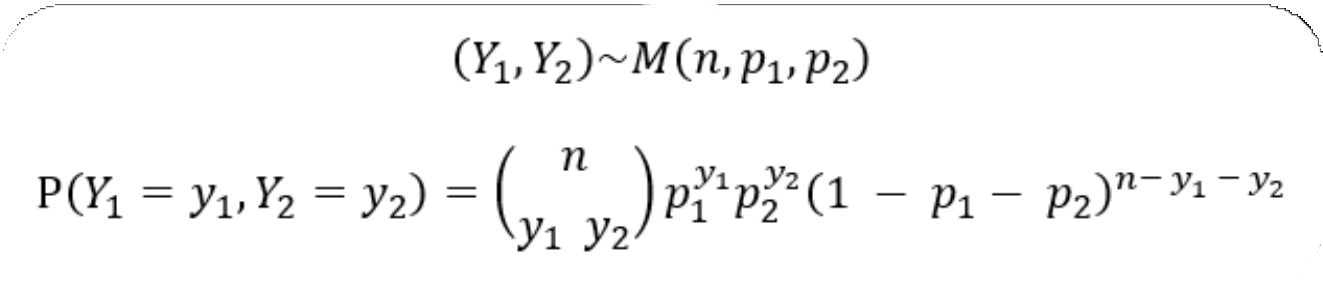 (Y₁, Y₂)~M(n, p₁, p₂)
P(Y₁ = y₁, Y₂ = y₂) = (n / y₁ y₂) p₁^{y₁} p₂^{y₂} (1 − p₁ − p₂)^{n− y₁ − y₂}